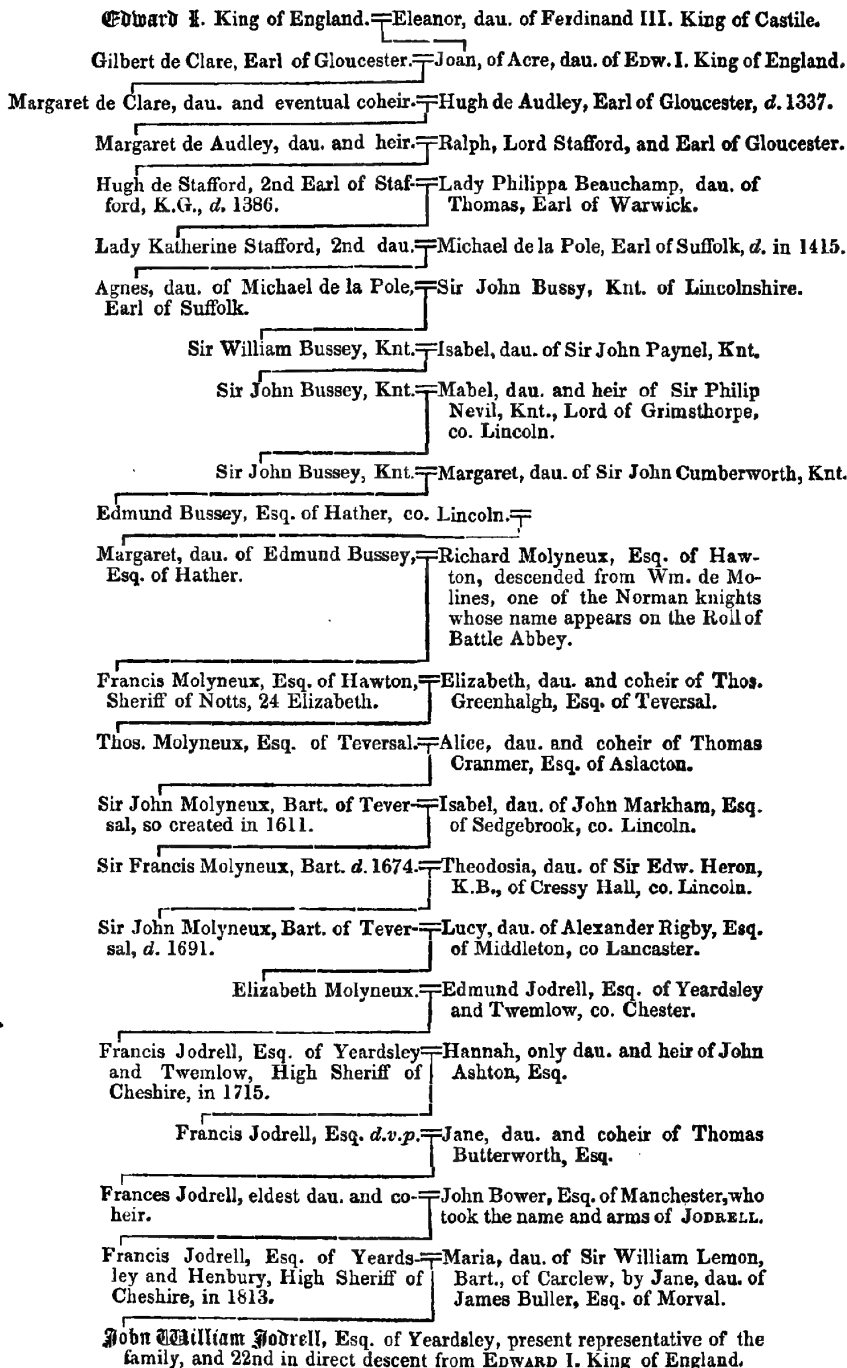 Edward I. King of England.=Eleanor, dau. of Ferdinand III. King of Castile.
Gilbert de Clare, Earl of Gloucester.=Joan, of Acre, dau. of EDW. I. King of England.
Margaret de Clare, dau. and eventual coheir.=Hugh de Audley, Earl of Gloucester, d. 1337.
Margaret de Audley, dau. and heir.=Ralph, Lord Stafford, and Earl of Gloucester.
Hugh de Stafford, 2nd Earl of Staf-=Lady Philippa Beauchamp, dau. of
ford, K.G., d. 1386. Thomas, Earl of Warwick.
Lady Katherine Stafford, 2nd dau.=Michael de la Pole, Earl of Suffolk, d. in 1415.
Agnes, dau. of Michael de la Pole,=Sir John Bussy, Knt. of Lincolnshire.
Earl of Suffolk.
Sir William Bussey, Knt.=Isabel, dau. of Sir John Paynel, Knt.
Sir John Bussey, Knt.=Mabel, dau. and heir of Sir Philip
Nevil, Knt., Lord of Grimsthorpe,
co. Lincoln.
Sir John Bussey, Knt.=Margaret, dau. of Sir John Cumberworth, Knt.
Edmund Bussey, Esq. of Hather, co. Lincoln.=
Margaret, dau. of Edmund Bussey,=Richard Molyneux, Esq. of Haw-
Esq. of Hather. ton, descended from Wm. de Mo-
lines, one of the Norman knights
whose name appears on the Roll of
Battle Abbey.
Francis Molyneux, Esq. of Hawton,=Elizabeth, dau. and coheir of Thos.
Sheriff of Notts, 24 Elizabeth. Greenhalgh, Esq. of Teversal.
Thos. Molyneux, Esq. of Teversal.=Alice, dau. and coheir of Thomas
Cranmer, Esq. of Aslacton.
Sir John Molyneux, Bart. of Tever-=Isabel, dau. of John Markham, Esq.
sal, so created in 1611. of Sedgebrook, co. Lincoln.
Sir Francis Molyneux, Bart. d. 1674.=Theodosia, dau. of Sir Edw. Heron,
K.B., of Cressy Hall, co. Lincoln.
Sir John Molyneux, Bart. of Tever-=Lucy, dau. of Alexander Rigby, Esq.
sal, d. 1691. of Middleton, co Lancaster.
Elizabeth Molyneux.=Edmund Jodrell, Esq. of Yeardsley
and Twemlow, co. Chester.
Francis Jodrell, Esq. of Yeardsley=Hannah, only dau. and heir of John
and Twemlow, High Sheriff of Ashton, Esq.
Cheshire, in 1715.
Francis Jodrell, Esq. d.v.p.=Jane, dau. and coheir of Thomas
Butterworth, Esq.
Frances Jodrell, eldest dau. and co-=John Bower, Esq. of Manchester, who
heir. took the name and arms of JODRELL.
Francis Jodrell, Esq. of Yeards-=Maria, dau. of Sir William Lemon,
ley and Henbury, High Sheriff of Bart., of Carclew, by Jane, dau. of
Cheshire, in 1813. James Buller, Esq. of Morval.
John William Jodrell, Esq. of Yeardsley, present representative of the
family, and 22nd in direct descent from EDWARD I. King of England.